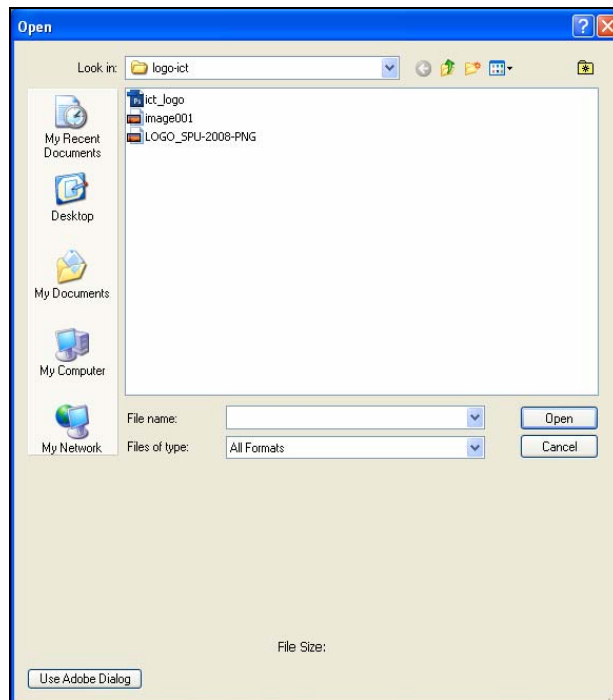 Open
Look in: logo-ict
ict_logo
image001
LOGO_SPU-2008-PNG
My Recent
Documents
Desktop
My Documents
My Computer
My Network
File name:
Open
Files of type: All Formats
Cancel
File Size:
Use Adobe Dialog